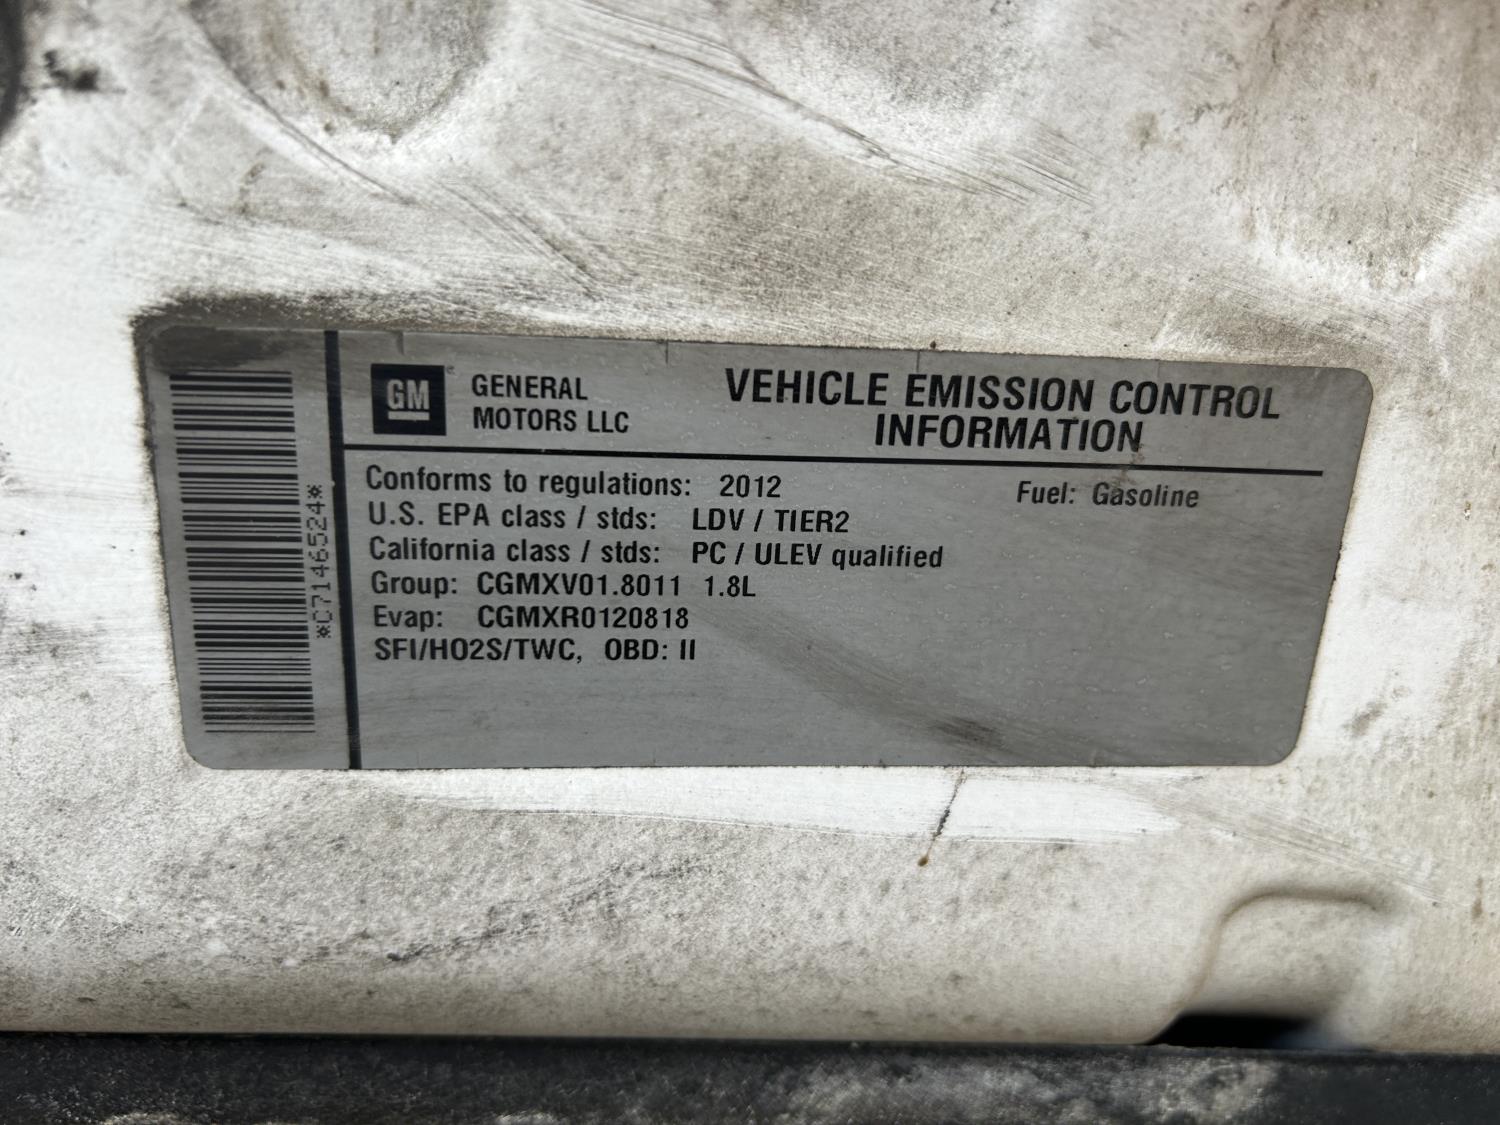 GM
GENERAL
MOTORS LLC
VEHICLE EMISSION CONTROL
INFORMATION
Conforms to regulations: 2012 Fuel: Gasoline
U.S. EPA class / stds: LDV / TIER2
California class / stds: PC / ULEV qualified
Group: CGMXV01.8011 1.8L
Evap: CGMXR0120818
SFI/HO2S/TWC, OBD: II
*C7146524*